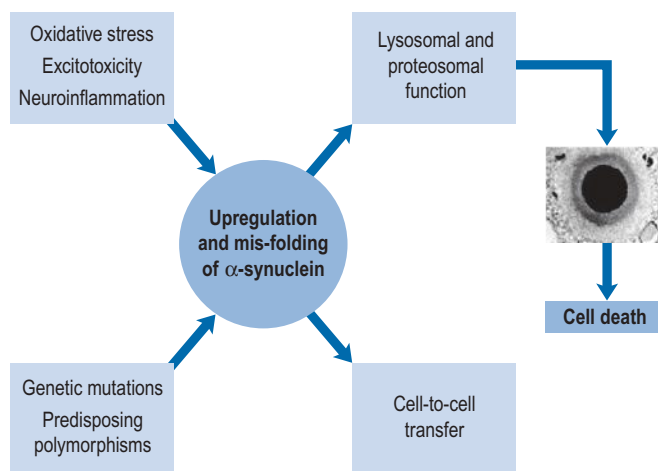 Oxidative stress
Excitotoxicity
Neuroinflammation
Lysosomal and
proteosomal
function
Upregulation
and mis-folding
of α-synuclein
Cell death
Genetic mutations
Predisposing
polymorphisms
Cell-to-cell
transfer